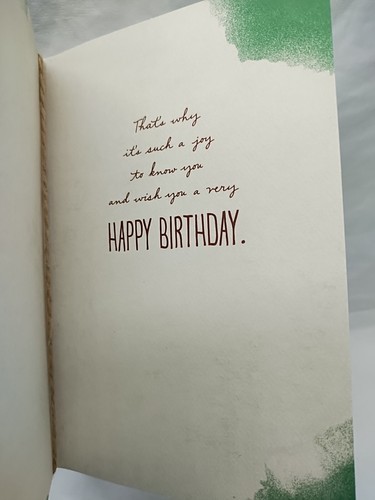 That's why
it's such a joy
to know you
and wish you a very
HAPPY BIRTHDAY.